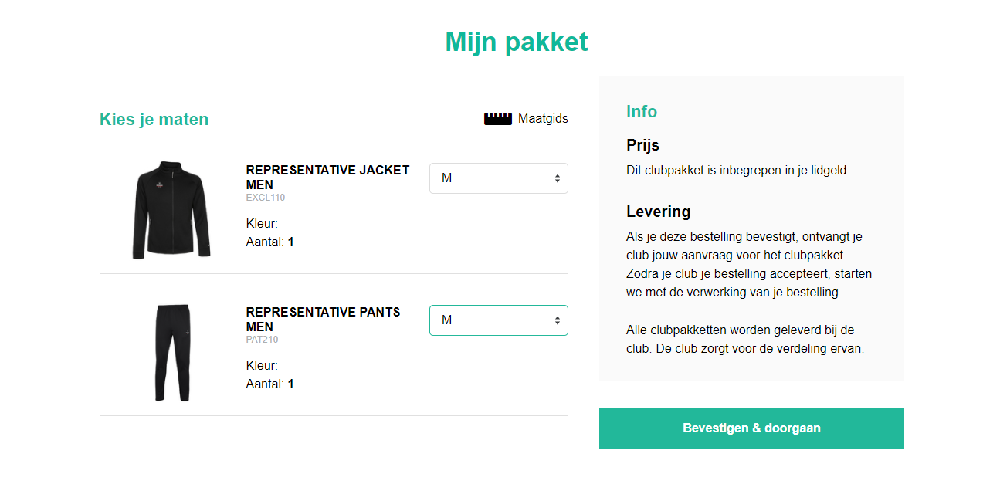 Mijn pakket
Kies je maten
Maatgids
REPRESENTATIVE JACKET
MEN
EXCL110
Kleur:
Aantal: 1
M
REPRESENTATIVE PANTS
MEN
PAT210
Kleur:
Aantal: 1
M
Info
Prijs
Dit clubpakket is inbegrepen in je lidgeld.
Levering
Als je deze bestelling bevestigt, ontvangt je
club jouw aanvraag voor het clubpakket.
Zodra je club je bestelling accepteert, starten
we met de verwerking van je bestelling.
Alle clubpakketten worden geleverd bij de
club. De club zorgt voor de verdeling ervan.
Bevestigen & doorgaan